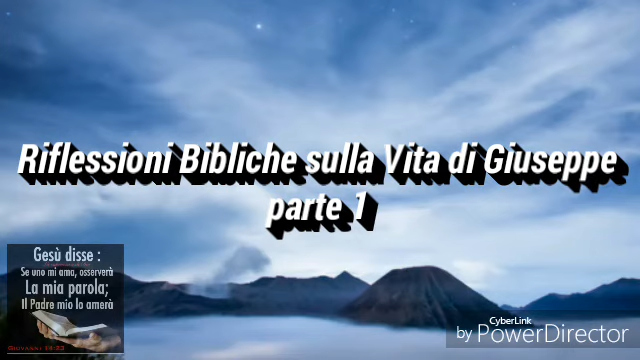 Riflessioni Bibliche sulla Vita di Giuseppe
parte 1
Gesù disse :
Se uno mi ama, osserverà
La mia parola;
Il Padre mio lo amerà
CyberLink
by PowerDirector